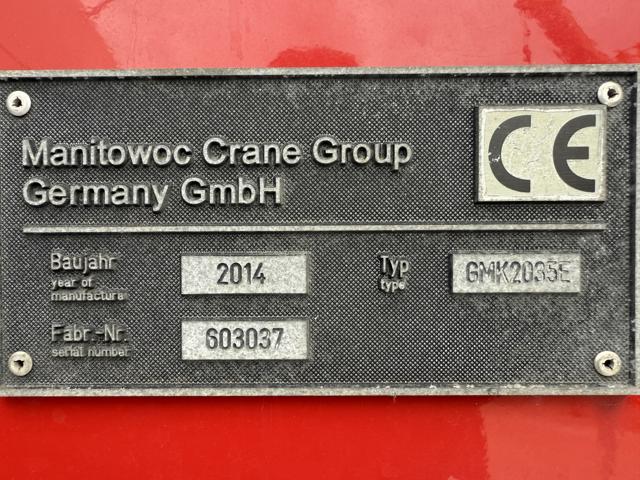 Manitowoc Crane Group
Germany GmbH
CE
Baujahr
year of
manufacture
2014
Typ
type
GMK2035E
Fabr.-Nr.
serial number
603037